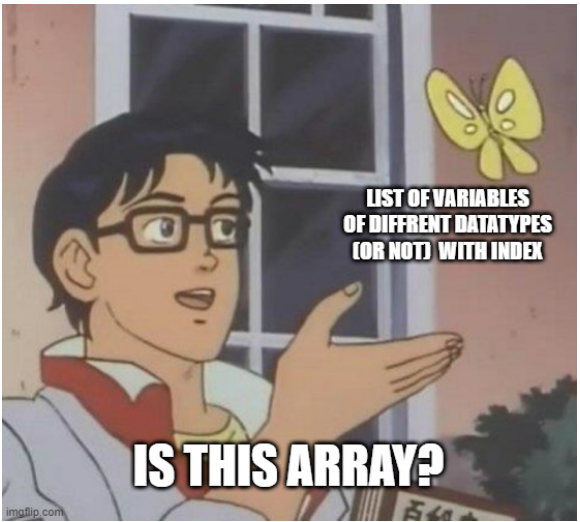 LIST OF VARIABLES
OF DIFFRENT DATATYPES
(OR NOT) WITH INDEX
IS THIS ARRAY?
imgflip.com